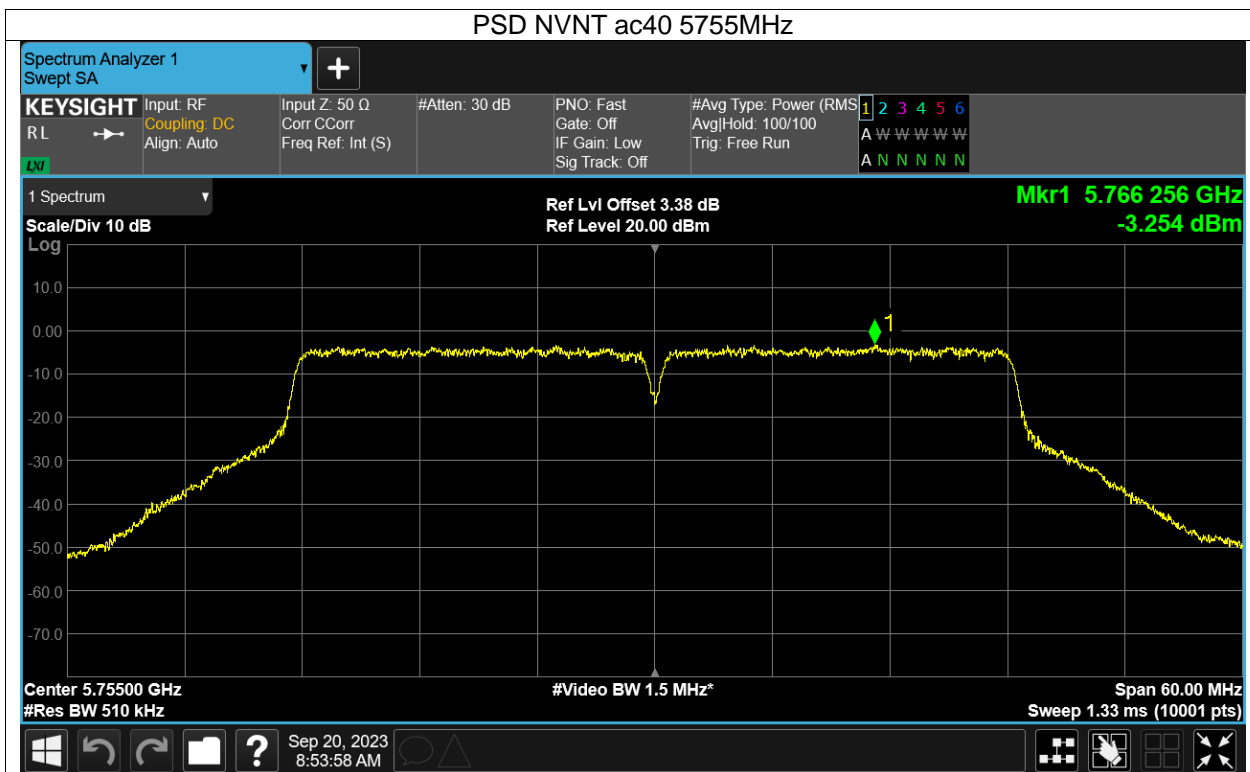 PSD NVNT ac40 5755MHz
Spectrum Analyzer 1
Swept SA
KEYSIGHT
R L
LXI
Input: RF
Coupling: DC
Align: Auto
Input Z: 50 Ω
Corr CCorr
Freq Ref: Int (S)
#Atten: 30 dB
PNO: Fast
Gate: Off
IF Gain: Low
Sig Track: Off
#Avg Type: Power (RMS
Avg|Hold: 100/100
Trig: Free Run
1 2 3 4 5 6
A W W W W W
A N N N N N
1 Spectrum
Scale/Div 10 dB
Log
Ref Lvl Offset 3.38 dB
Ref Level 20.00 dBm
Mkr1 5.766 256 GHz
-3.254 dBm
10.0
0.00
-10.0
-20.0
-30.0
-40.0
-50.0
-60.0
-70.0
1
Center 5.75500 GHz
#Res BW 510 kHz
#Video BW 1.5 MHz*
Span 60.00 MHz
Sweep 1.33 ms (10001 pts)
?
Sep 20, 2023
8:53:58 AM